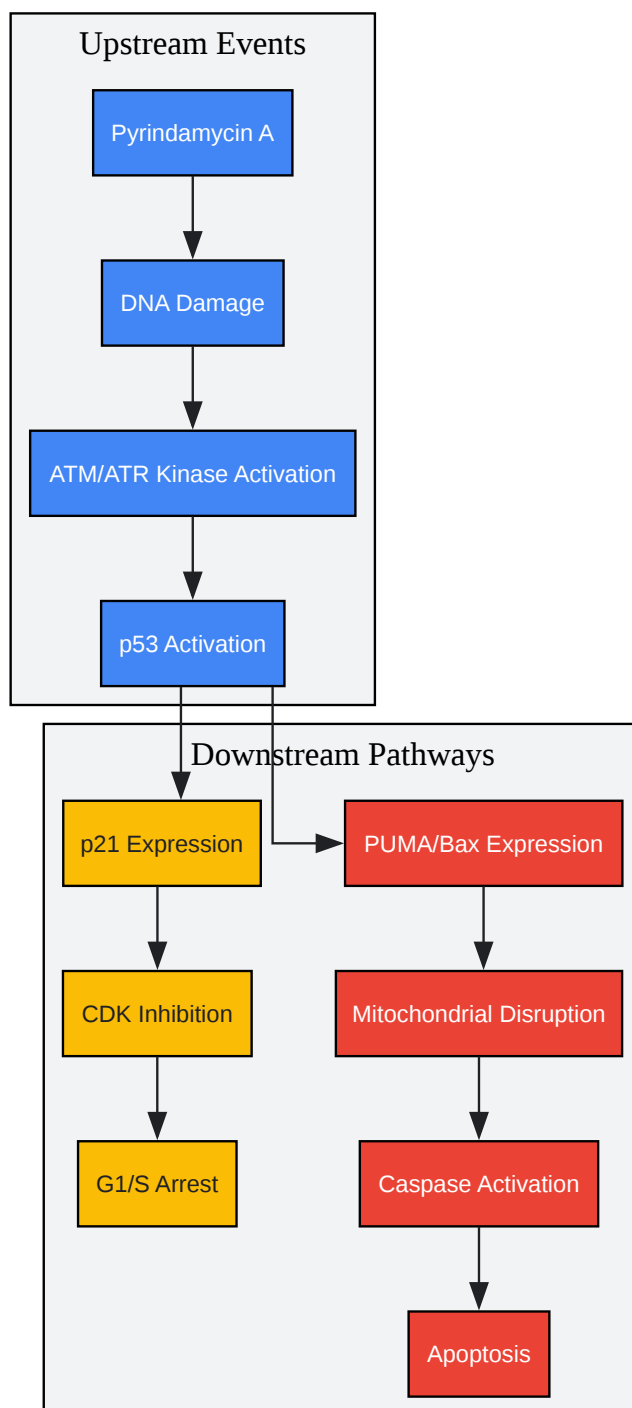 Upstream Events
Pyrindamycin A
DNA Damage
ATM/ATR Kinase Activation
p53 Activation
Downstream Pathways
p21 Expression
PUMA/Bax Expression
CDK Inhibition
Mitochondrial Disruption
G1/S Arrest
Caspase Activation
Apoptosis